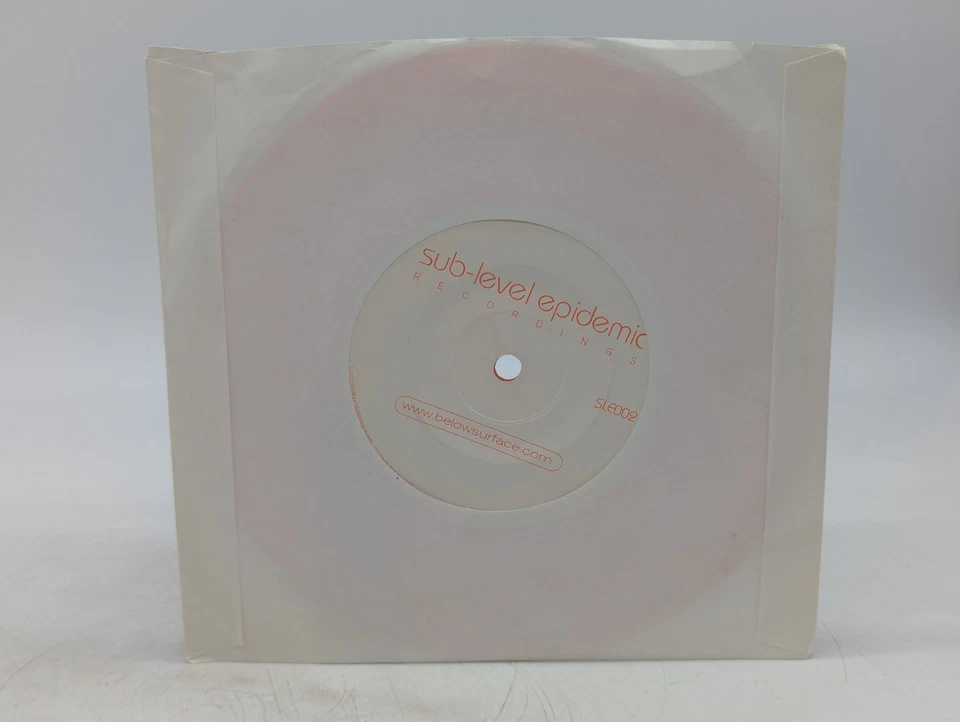 sub-level epidemic
RECORDINGS
SLE002
www.belowsurface.com